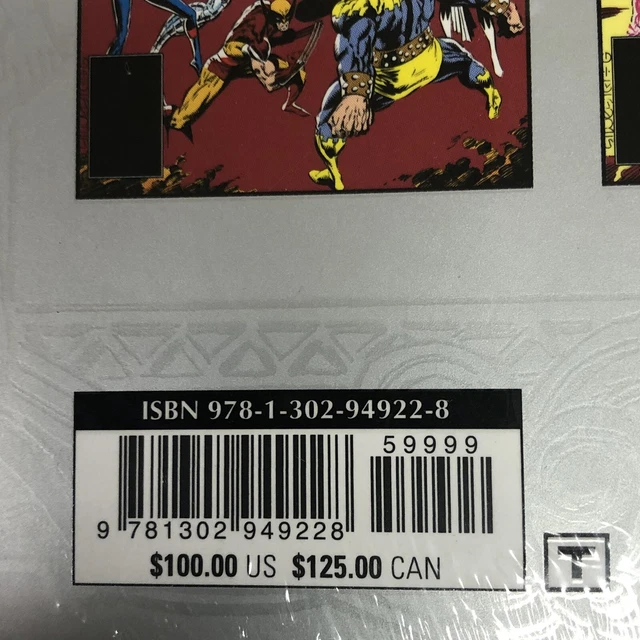 ISBN 978-1-302-94922-8
59999
9 781302 949228
$100.00 US $125.00 CAN
T